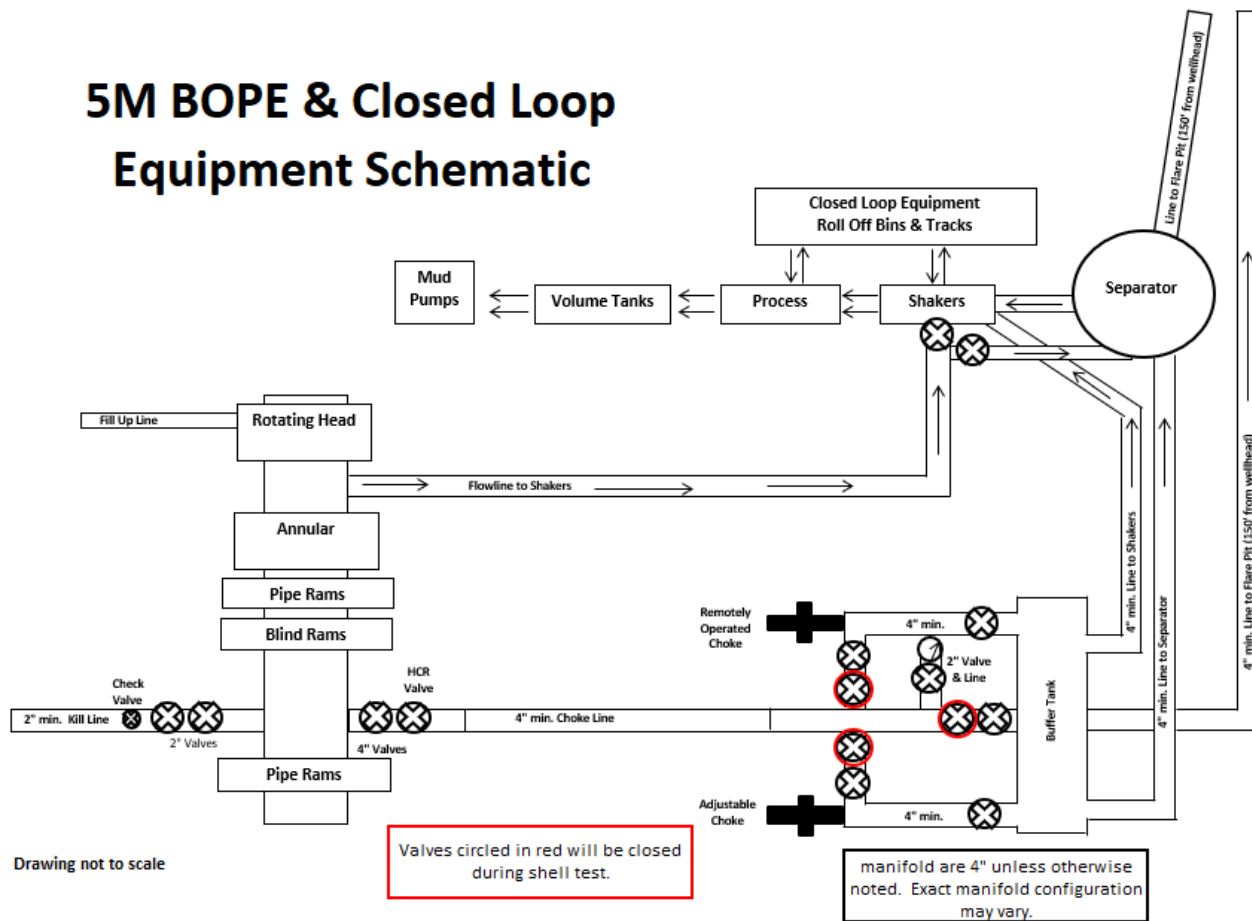 5M BOPE & Closed Loop
Equipment Schematic
Line to Flare Pit (150' from wellhead)
Closed Loop Equipment
Roll Off Bins & Tracks
Mud
Pumps
Volume Tanks
Process
Shakers
Separator
Fill Up Line
Rotating Head
Flowline to Shakers
Annular
Pipe Rams
Blind Rams
Check
Valve
HCR
Valve
2" min. Kill Line
2" Valves
4" Valves
4" min. Choke Line
Pipe Rams
Remotely
Operated
Choke
4" min.
2" Valve
& Line
Adjustable
Choke
4" min.
Buffer Tank
4" min. Line to Shakers
4" min. Line to Separator
4" min. Line to Flare Pit (150' from wellhead)
Drawing not to scale
Valves circled in red will be closed
during shell test.
manifold are 4" unless otherwise
noted. Exact manifold configuration
may vary.